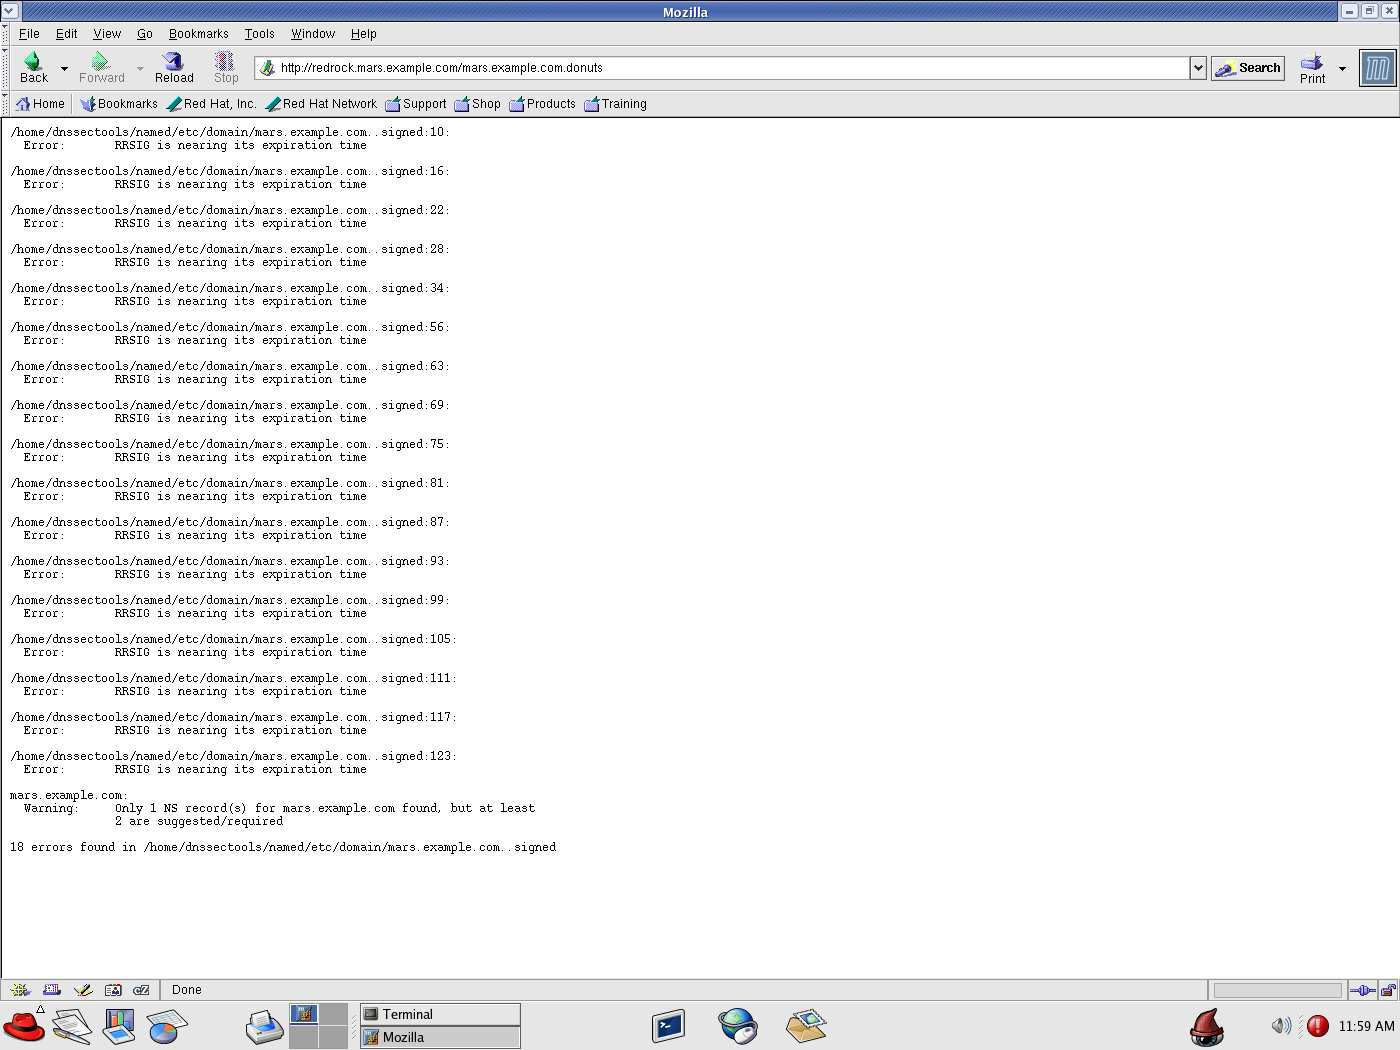 Mozilla
File Edit View Go Bookmarks Tools Window Help
Back Forward Reload Stop http://redrock.mars.example.com/mars.example.com.donuts Search Print
Home Bookmarks Red Hat, Inc. Red Hat Network Support Shop Products Training
/home/dnssectools/named/etc/domain/mars.example.com..signed:10:
Error: RRSIG is nearing its expiration time
/home/dnssectools/named/etc/domain/mars.example.com..signed:16:
Error: RRSIG is nearing its expiration time
/home/dnssectools/named/etc/domain/mars.example.com..signed:22:
Error: RRSIG is nearing its expiration time
/home/dnssectools/named/etc/domain/mars.example.com..signed:28:
Error: RRSIG is nearing its expiration time
/home/dnssectools/named/etc/domain/mars.example.com..signed:34:
Error: RRSIG is nearing its expiration time
/home/dnssectools/named/etc/domain/mars.example.com..signed:56:
Error: RRSIG is nearing its expiration time
/home/dnssectools/named/etc/domain/mars.example.com..signed:63:
Error: RRSIG is nearing its expiration time
/home/dnssectools/named/etc/domain/mars.example.com..signed:69:
Error: RRSIG is nearing its expiration time
/home/dnssectools/named/etc/domain/mars.example.com..signed:75:
Error: RRSIG is nearing its expiration time
/home/dnssectools/named/etc/domain/mars.example.com..signed:81:
Error: RRSIG is nearing its expiration time
/home/dnssectools/named/etc/domain/mars.example.com..signed:87:
Error: RRSIG is nearing its expiration time
/home/dnssectools/named/etc/domain/mars.example.com..signed:93:
Error: RRSIG is nearing its expiration time
/home/dnssectools/named/etc/domain/mars.example.com..signed:99:
Error: RRSIG is nearing its expiration time
/home/dnssectools/named/etc/domain/mars.example.com..signed:105:
Error: RRSIG is nearing its expiration time
/home/dnssectools/named/etc/domain/mars.example.com..signed:111:
Error: RRSIG is nearing its expiration time
/home/dnssectools/named/etc/domain/mars.example.com..signed:117:
Error: RRSIG is nearing its expiration time
/home/dnssectools/named/etc/domain/mars.example.com..signed:123:
Error: RRSIG is nearing its expiration time
mars.example.com:
Warning: Only 1 NS record(s) for mars.example.com found, but at least
2 are suggested/required
18 errors found in /home/dnssectools/named/etc/domain/mars.example.com..signed
cZ Done
Terminal
Mozilla
11:59 AM